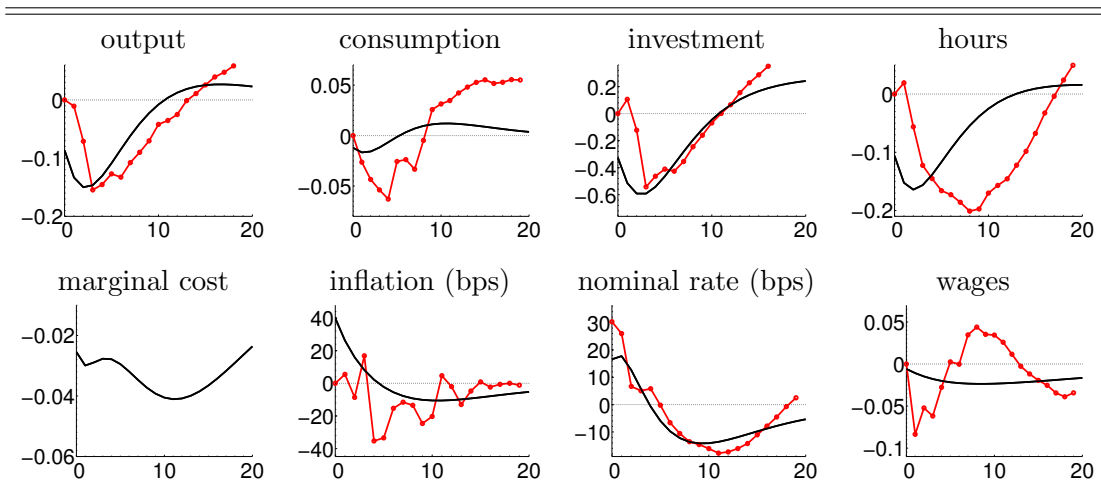 output consumption investment hours
0 −0.1 −0.2 0 10 20
0.05 0 −0.05 0 10 20
0.2 0 −0.2 −0.4 −0.6 0 10 20
0 −0.1 −0.2 0 10 20
marginal cost inflation (bps) nominal rate (bps) wages
−0.02 −0.04 −0.06 0 10 20
40 20 0 −20 −40 0 10 20
30 20 10 0 −10 0 10 20
0.05 0 −0.05 −0.1 0 10 20